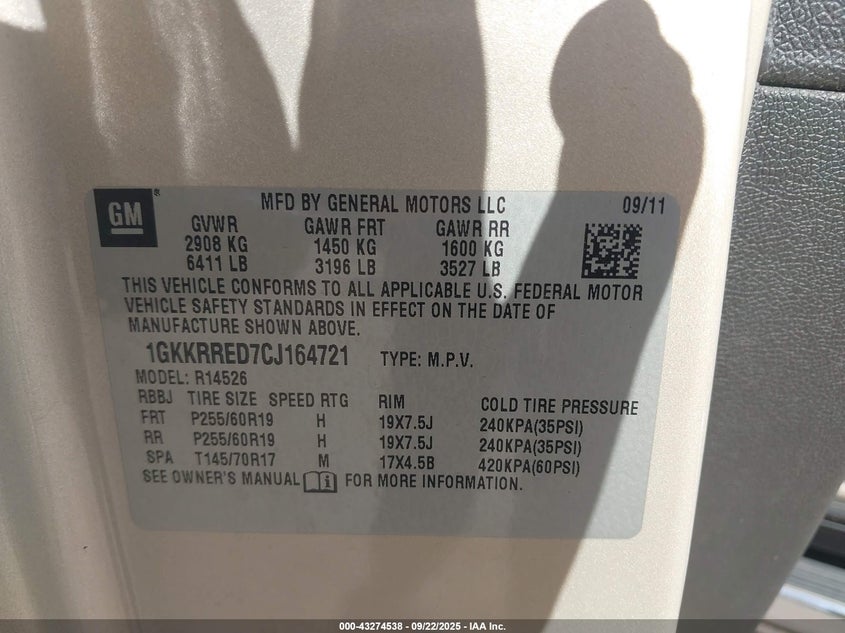 GM ® MFD BY GENERAL MOTORS LLC 09/11
GVWR GAWR FRT GAWR RR
2908 KG 1450 KG 1600 KG
6411 LB 3196 LB 3527 LB
THIS VEHICLE CONFORMS TO ALL APPLICABLE U.S. FEDERAL MOTOR
VEHICLE SAFETY STANDARDS IN EFFECT ON THE DATE OF
MANUFACTURE SHOWN ABOVE.
1GKKRRED7CJ164721 TYPE: M.P.V.
MODEL: R14526
RBBJ TIRE SIZE SPEED RTG RIM COLD TIRE PRESSURE
FRT P255/60R19 H 19X7.5J 240KPA(35PSI)
RR P255/60R19 H 19X7.5J 240KPA(35PSI)
SPA T145/70R17 M 17X4.5B 420KPA(60PSI)
SEE OWNER'S MANUAL i FOR MORE INFORMATION.
000-43274538 - 09/22/2025 - IAA Inc.